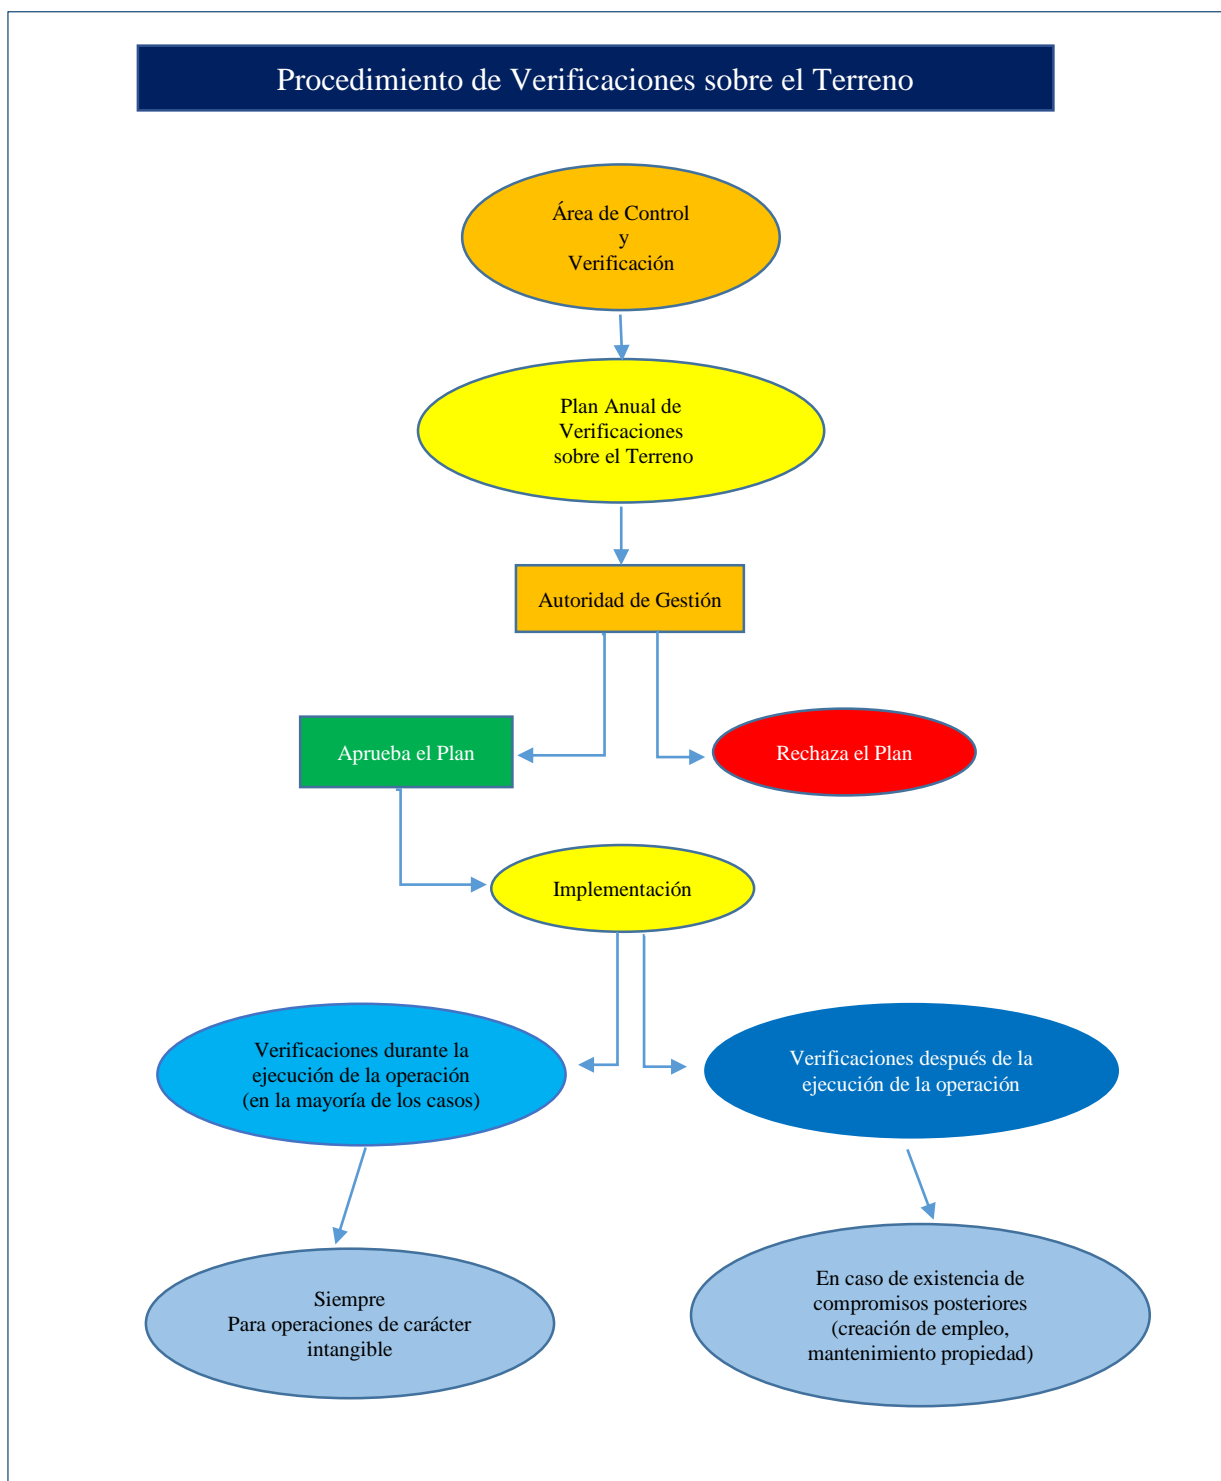 Procedimiento de Verificaciones sobre el Terreno
Área de Control
y
Verificación
Plan Anual de
Verificaciones
sobre el Terreno
Autoridad de Gestión
Aprueba el Plan
Rechaza el Plan
Implementación
Verificaciones durante la
ejecución de la operación
(en la mayoría de los casos)
Verificaciones después de la
ejecución de la operación
Siempre
Para operaciones de carácter
intangible
En caso de existencia de
compromisos posteriores
(creación de empleo,
mantenimiento propiedad)